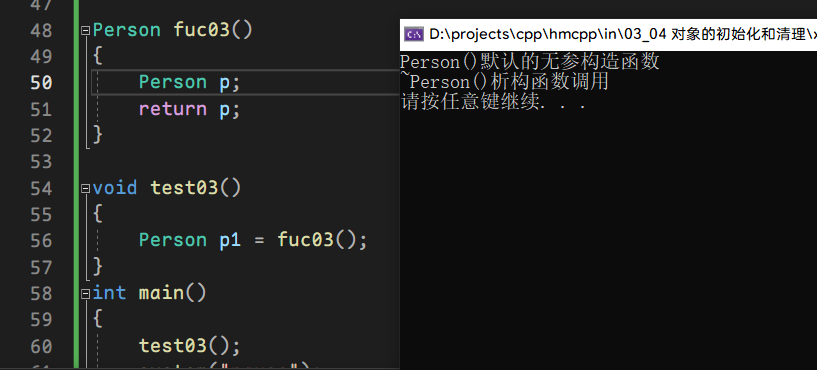 47
48 Person fuc03()
49 {
50 Person p;
51 return p;
52 }
53
54 void test03()
55 {
56 Person p1 = fuc03();
57 }
58 int main()
59 {
60 test03();
D:\projects\cpp\hmcpp\in\03_04 对象的初始化和清理\
Person()默认的无参构造函数
~Person()析构函数调用
请按任意键继续. . .